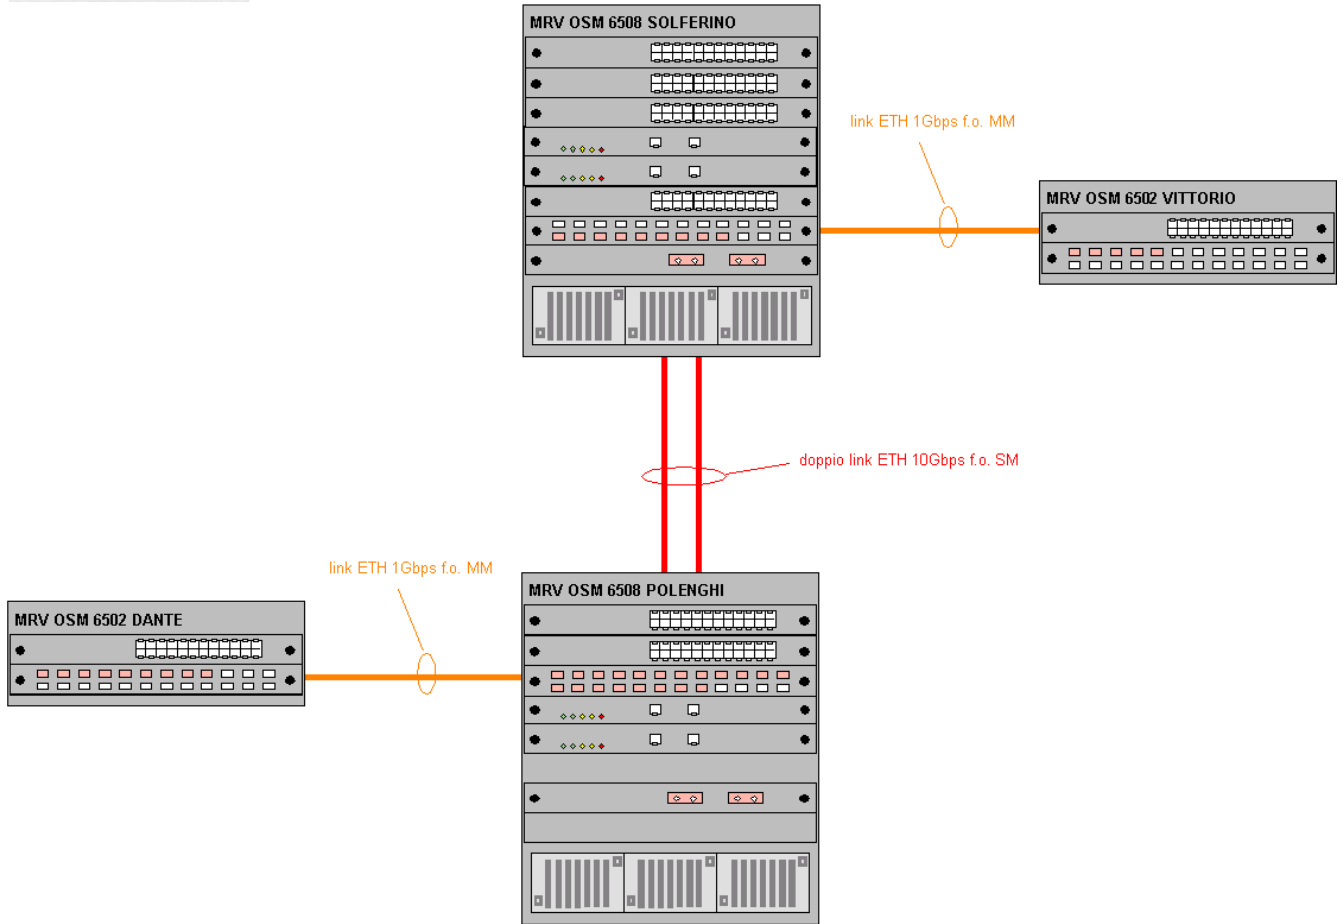 MRV OSM 6508 SOLFERINO
link ETH 1Gbps f.o. MM
MRV OSM 6502 VITTORIO
doppio link ETH 10Gbps f.o. SM
link ETH 1Gbps f.o. MM
MRV OSM 6508 POLENGHI
MRV OSM 6502 DANTE